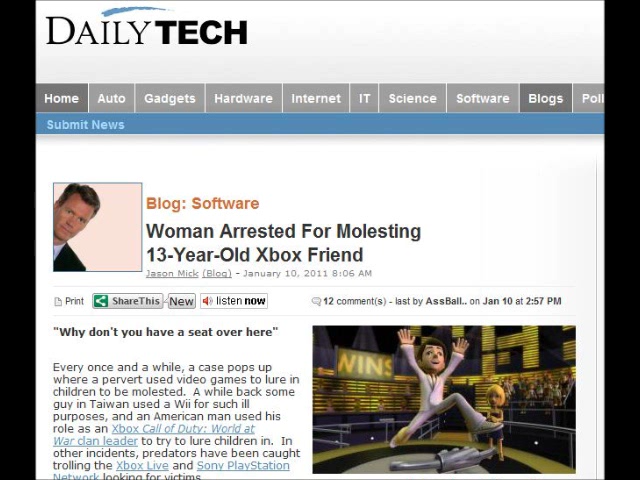 DAILYTECH
Home Auto Gadgets Hardware Internet IT Science Software Blogs Poll
Submit News
Blog: Software
Woman Arrested For Molesting
13-Year-Old Xbox Friend
Jason Mick (Blog) - January 10, 2011 8:06 AM
Print ShareThis New listen now 12 comment(s) - last by AssBall.. on Jan 10 at 2:57 PM
"Why don't you have a seat over here"
WINS
Every once and a while, a case pops up
where a pervert used video games to lure in
children to be molested. A while back some
guy in Taiwan used a Wii for such ill
purposes, and an American man used his
role as an Xbox Call of Duty: World at
War clan leader to try to lure children in. In
other incidents, predators have been caught
trolling the Xbox Live and Sony PlayStation
Network looking for victims.